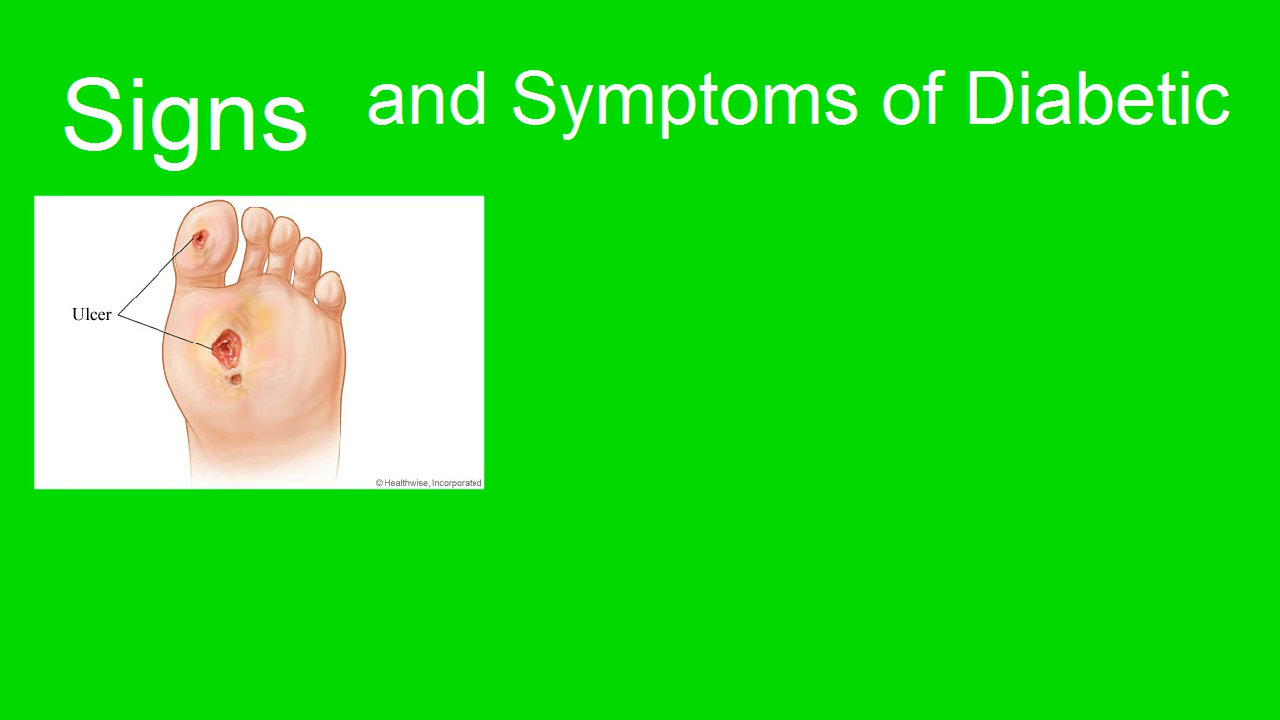 Signs and Symptoms of Diabetic
Ulcer
© Healthwise, Incorporated